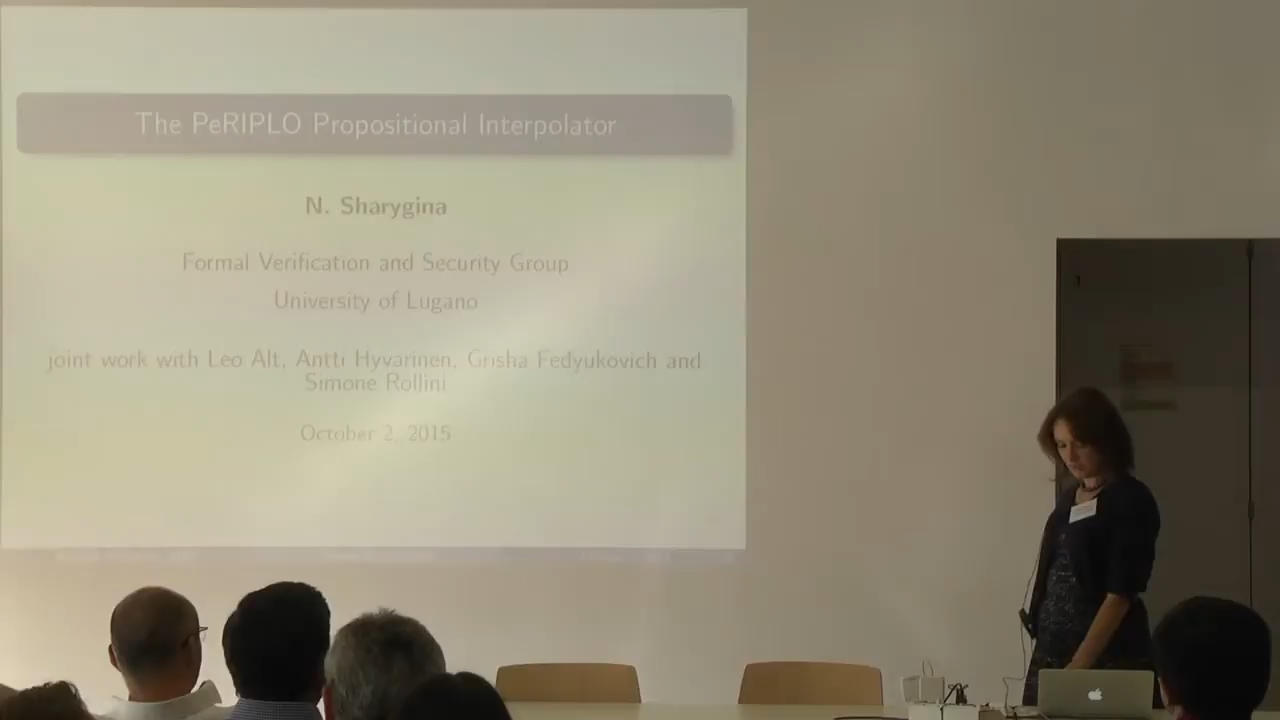 The PeRIPLO Propositional Interpolator
N. Sharygina
Formal Verification and Security Group
University of Lugano
joint work with Leo Alt, Antti Hyvarinen, Grisha Fedyukovich and
Simone Rollini
October 2, 2015